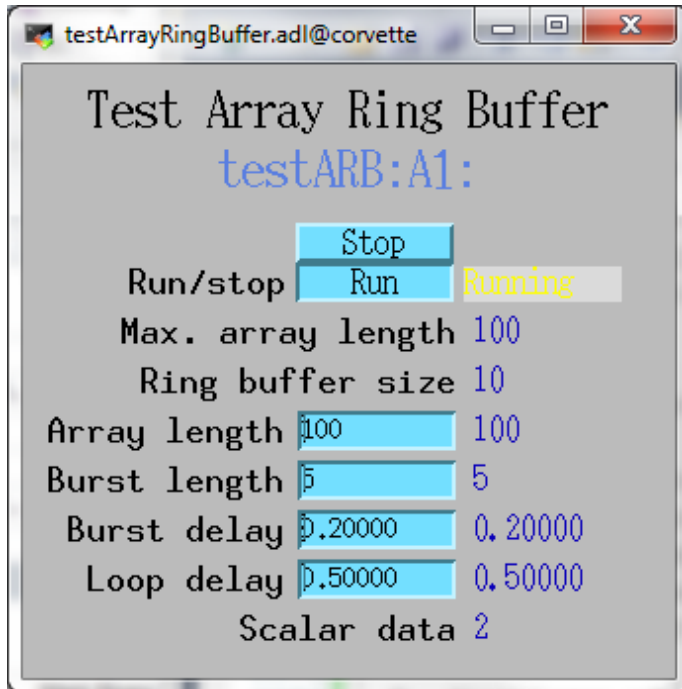 testArrayRingBuffer.adl@corvette
Test Array Ring Buffer
testARB:A1:
Stop
Run/stop Run Running
Max. array length 100
Ring buffer size 10
Array length 100 100
Burst length 5 5
Burst delay 0.20000 0.20000
Loop delay 0.50000 0.50000
Scalar data 2